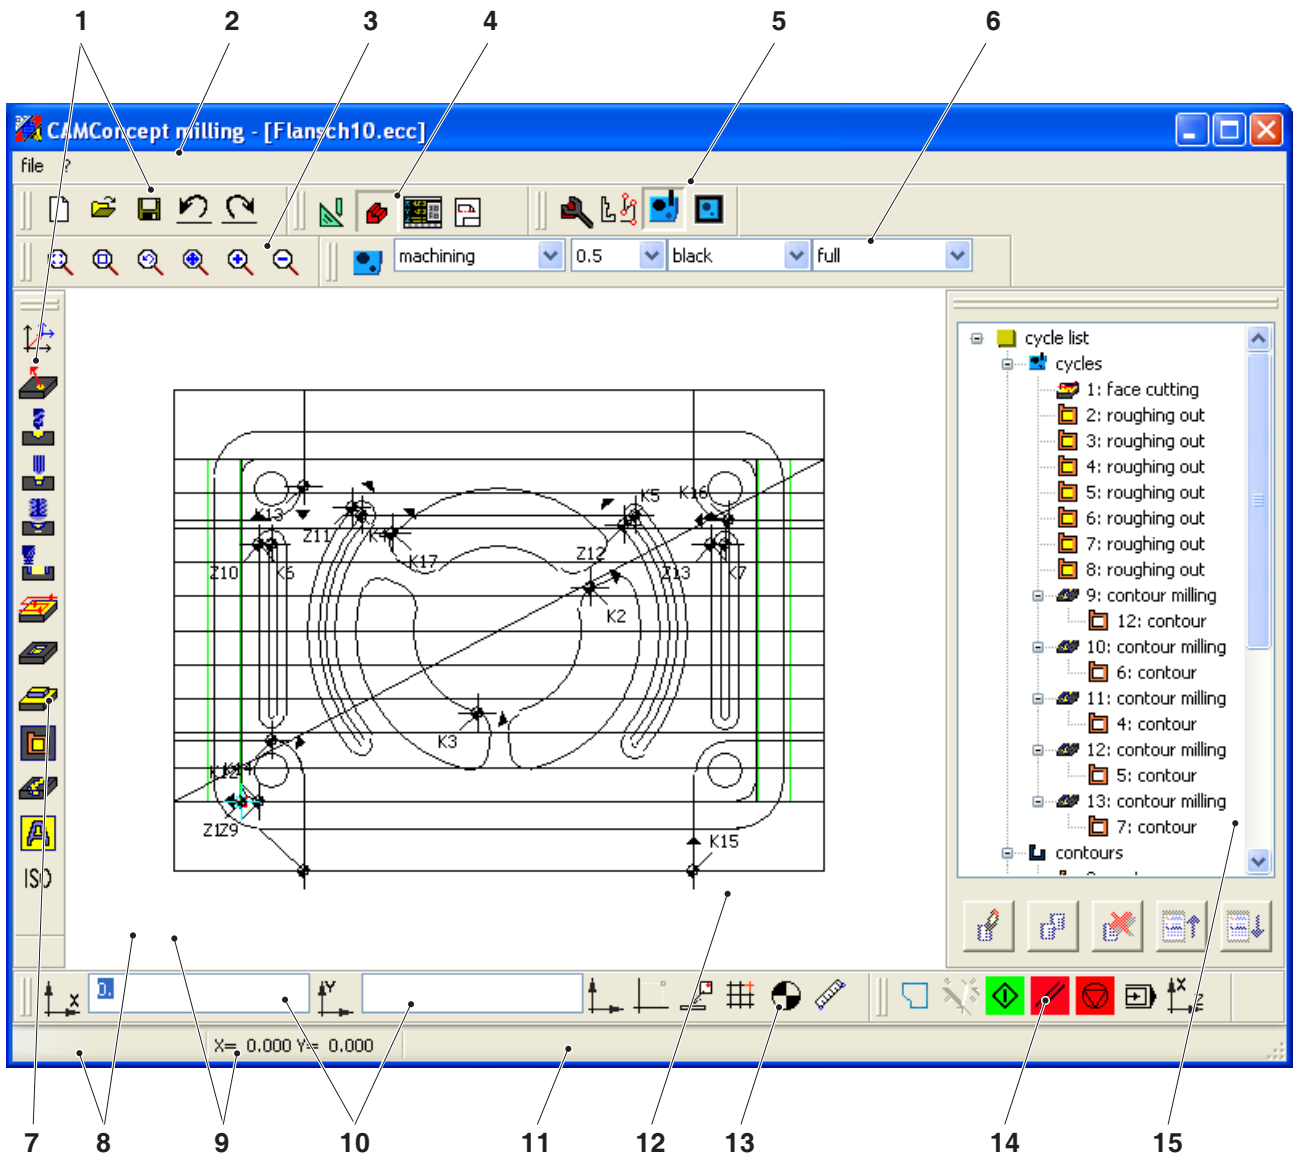 1 2 3 4 5 6
CAMConcept milling - [Flansch10.ecc]
file ?
machining 0.5 black full
cycle list
cycles
1: face cutting
2: roughing out
3: roughing out
4: roughing out
5: roughing out
6: roughing out
7: roughing out
8: roughing out
9: contour milling
12: contour
10: contour milling
6: contour
11: contour milling
4: contour
12: contour milling
5: contour
13: contour milling
7: contour
contours
K5 K16
K13
Z11 K4
K17 Z12
Z10 K6 Z13 K7
K2
K3
Z1 Z9
K15
ISO
X 0. Y
X Z
X= 0.000 Y= 0.000
7 8 9 10 11 12 13 14 15